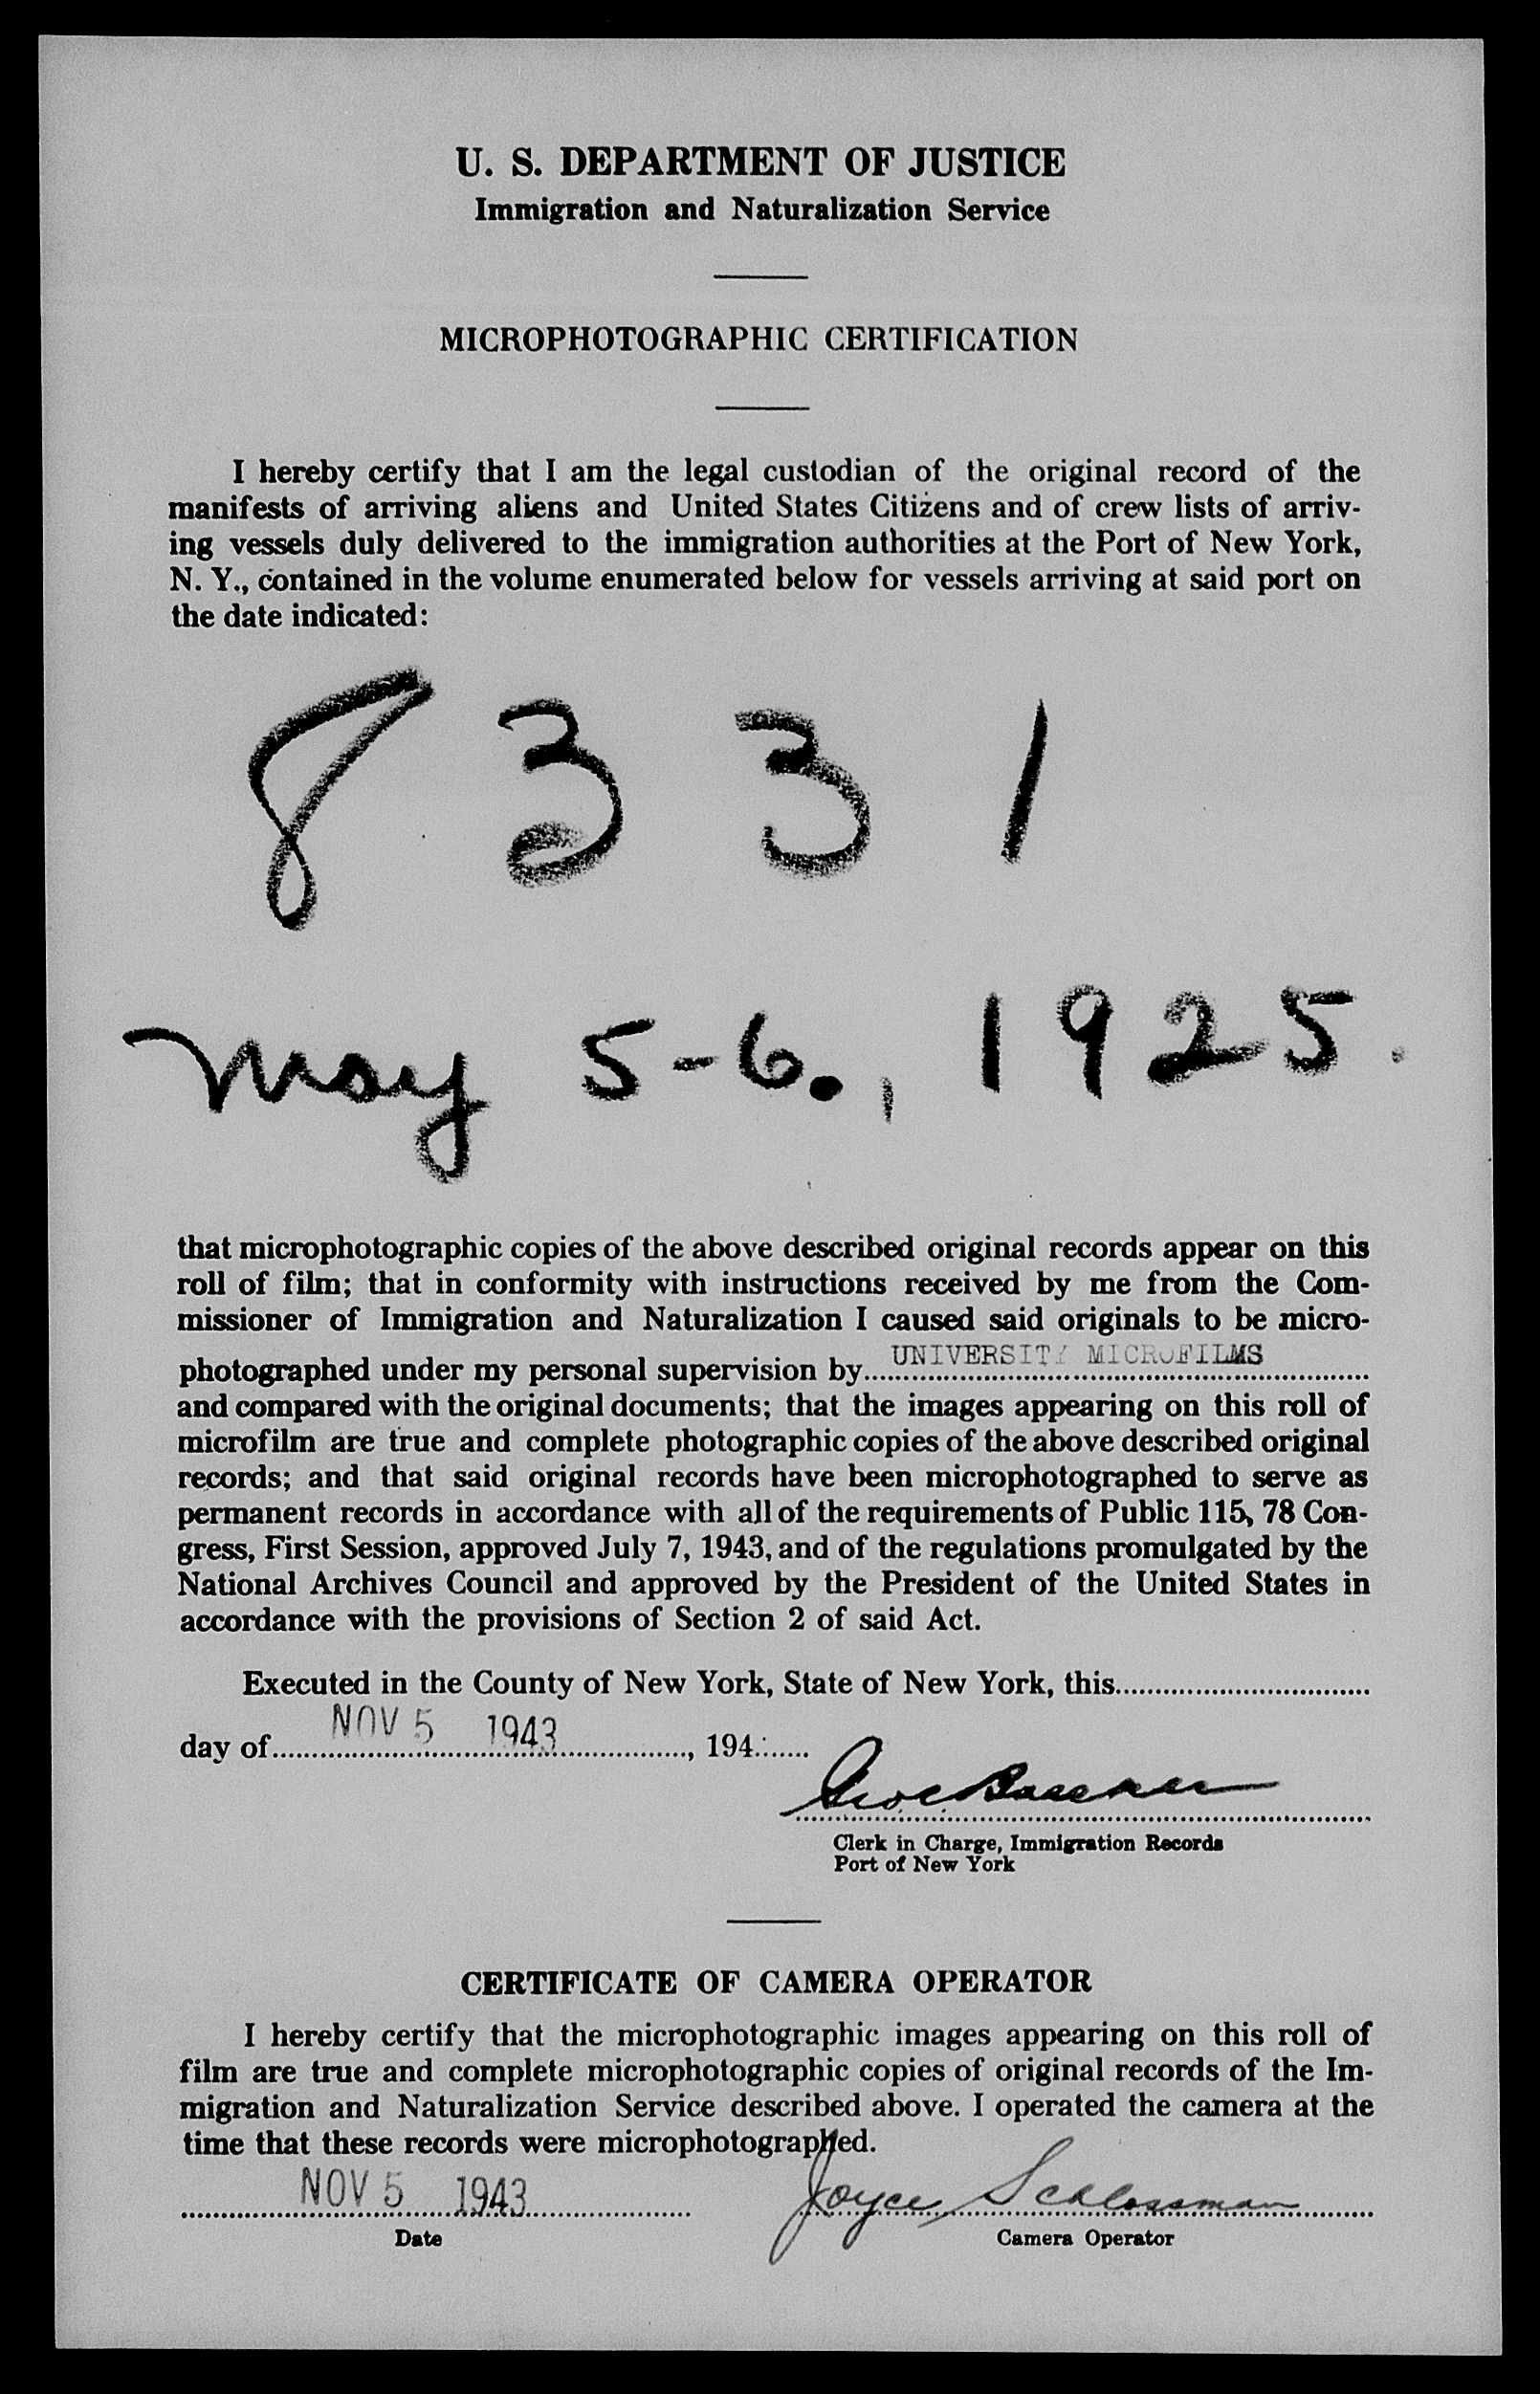 U. S. DEPARTMENT OF JUSTICE
Immigration and Naturalization Service
MICROPHOTOGRAPHIC CERTIFICATION
I hereby certify that I am the legal custodian of the original record of the
manifests of arriving aliens and United States Citizens and of crew lists of arriv-
ing vessels duly delivered to the immigration authorities at the Port of New York,
N. Y., contained in the volume enumerated below for vessels arriving at said port on
the date indicated:
8331
May 5-6., 1925.
that microphotographic copies of the above described original records appear on this
roll of film; that in conformity with instructions received by me from the Com-
missioner of Immigration and Naturalization I caused said originals to be micro-
photographed under my personal supervision by UNIVERSITY MICROFILMS
and compared with the original documents; that the images appearing on this roll of
microfilm are true and complete photographic copies of the above described original
records; and that said original records have been microphotographed to serve as
permanent records in accordance with all of the requirements of Public 115, 78 Con-
gress, First Session, approved July 7, 1943, and of the regulations promulgated by the
National Archives Council and approved by the President of the United States in
accordance with the provisions of Section 2 of said Act.
Executed in the County of New York, State of New York, this
day of NOV 5 1943, 194
Clerk in Charge, Immigration Records
Port of New York
CERTIFICATE OF CAMERA OPERATOR
I hereby certify that the microphotographic images appearing on this roll of
film are true and complete microphotographic copies of original records of the Im-
migration and Naturalization Service described above. I operated the camera at the
time that these records were microphotographed.
NOV 5 1943 Joyce Schlossman
Date Camera Operator